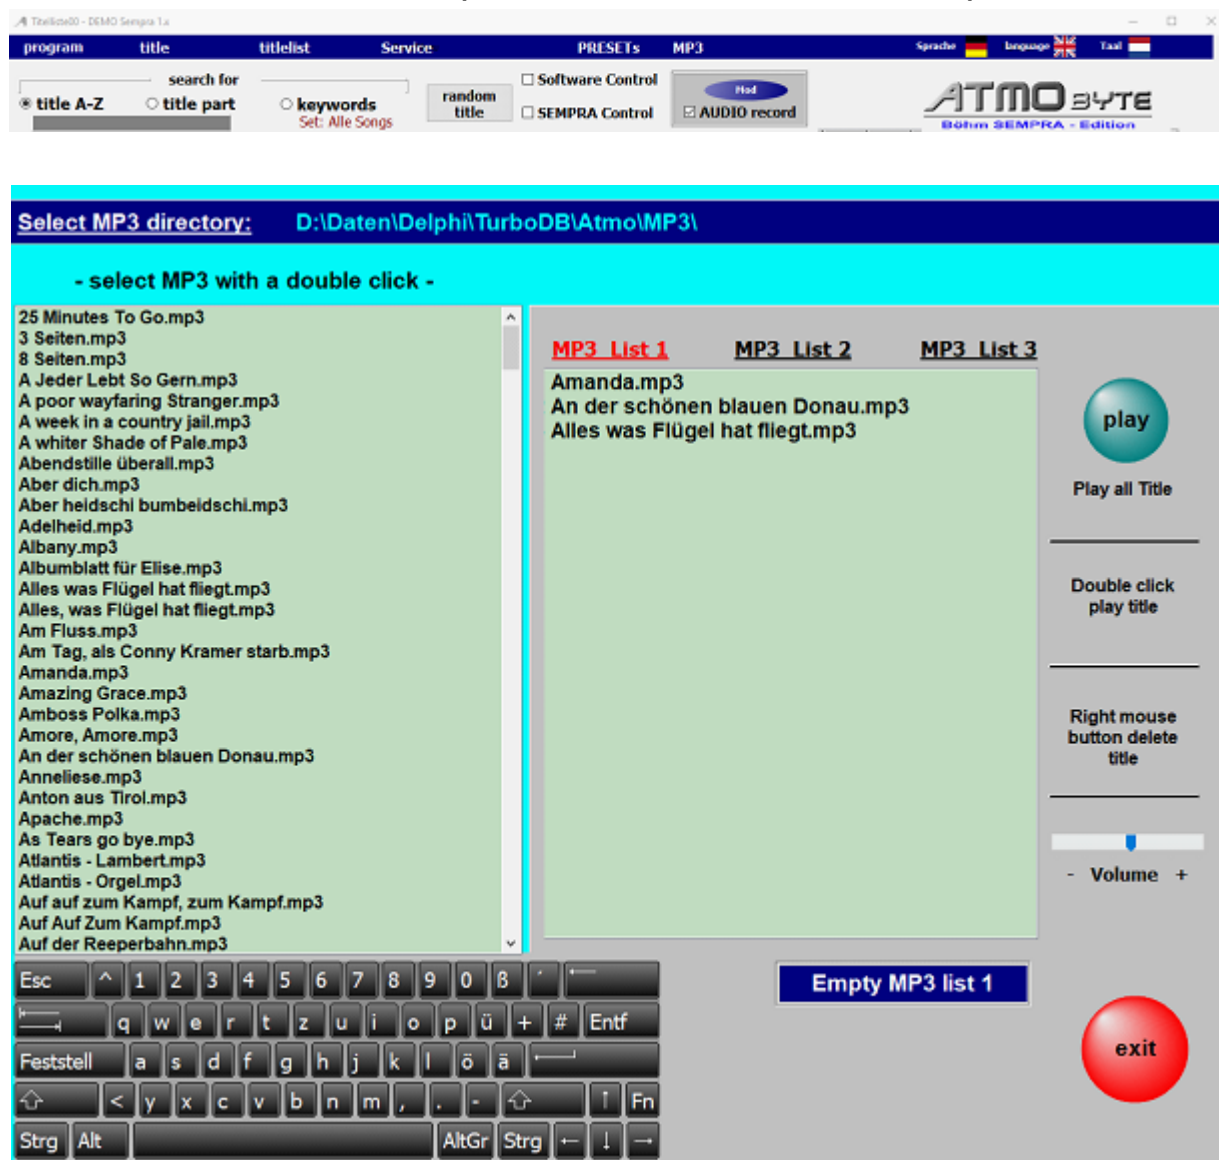 Titelliste00 - DEMO Sempra 1.x
program title titlelist Service PRESETs MP3 Sprache language Taal
search for
title A-Z title part keywords
Set: Alle Songs
random
title
Software Control
SEMPRA Control
Mod
AUDIO record
ATMO BYTE
Böhm SEMPRA - Edition
Select MP3 directory: D:\Daten\Delphi\TurboDB\Atmo\MP3\
- select MP3 with a double click -
25 Minutes To Go.mp3
3 Seiten.mp3
8 Seiten.mp3
A Jeder Lebt So Gern.mp3
A poor wayfaring Stranger.mp3
A week in a country jail.mp3
A whiter Shade of Pale.mp3
Abendstille überall.mp3
Aber dich.mp3
Aber heidschi bumbeidschi.mp3
Adelheid.mp3
Albany.mp3
Albumblatt für Elise.mp3
Alles was Flügel hat fliegt.mp3
Alles, was Flügel hat fliegt.mp3
Am Fluss.mp3
Am Tag, als Conny Kramer starb.mp3
Amanda.mp3
Amazing Grace.mp3
Amboss Polka.mp3
Amore, Amore.mp3
An der schönen blauen Donau.mp3
Anneliese.mp3
Anton aus Tirol.mp3
Apache.mp3
As Tears go bye.mp3
Atlantis - Lambert.mp3
Atlantis - Orgel.mp3
Auf auf zum Kampf, zum Kampf.mp3
Auf Auf Zum Kampf.mp3
Auf der Reeperbahn.mp3
MP3 List 1 MP3 List 2 MP3 List 3
Amanda.mp3
An der schönen blauen Donau.mp3
Alles was Flügel hat fliegt.mp3
play
Play all Title
Double click
play title
Right mouse
button delete
title
- Volume +
Empty MP3 list 1
exit
Esc ^ 1 2 3 4 5 6 7 8 9 0 ß ´ ←
q w e r t z u i o p ü + # Entf
Feststell a s d f g h j k l ö ä
< y x c v b n m , . - ↑ Fn
Strg Alt AltGr Strg ← ↓ →